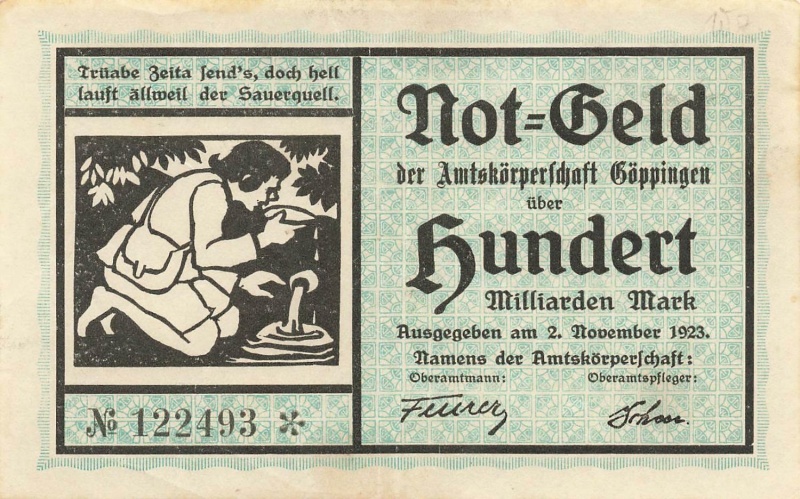 Trüabe Zeita send's, doch hell
lauft ällweil der Sauerquell.
Not=Geld
der Amtskörperschaft Göppingen
über
Hundert
Milliarden Mark
Ausgegeben am 2. November 1923.
Namens der Amtskörperschaft:
Oberamtmann: Oberamtspfleger:
Feurer
№ 122493 *